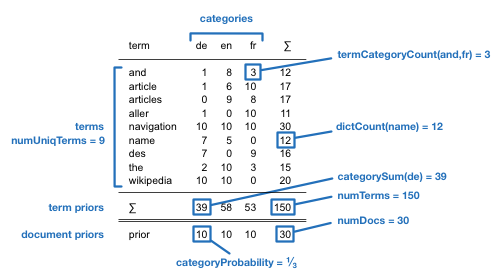 categories
term de en fr ∑
termCategoryCount(and,fr) = 3
and 1 8 3 12
article 1 6 10 17
articles 0 9 8 17
aller 1 0 10 11
terms
numUniqTerms = 9
navigation 10 10 10 30
dictCount(name) = 12
name 7 5 0 12
des 7 0 9 16
the 2 10 3 15
wikipedia 10 10 0 20
categorySum(de) = 39
numTerms = 150
term priors ∑ 39 58 53 150
numDocs = 30
document priors prior 10 10 10 30
categoryProbability = ⅓